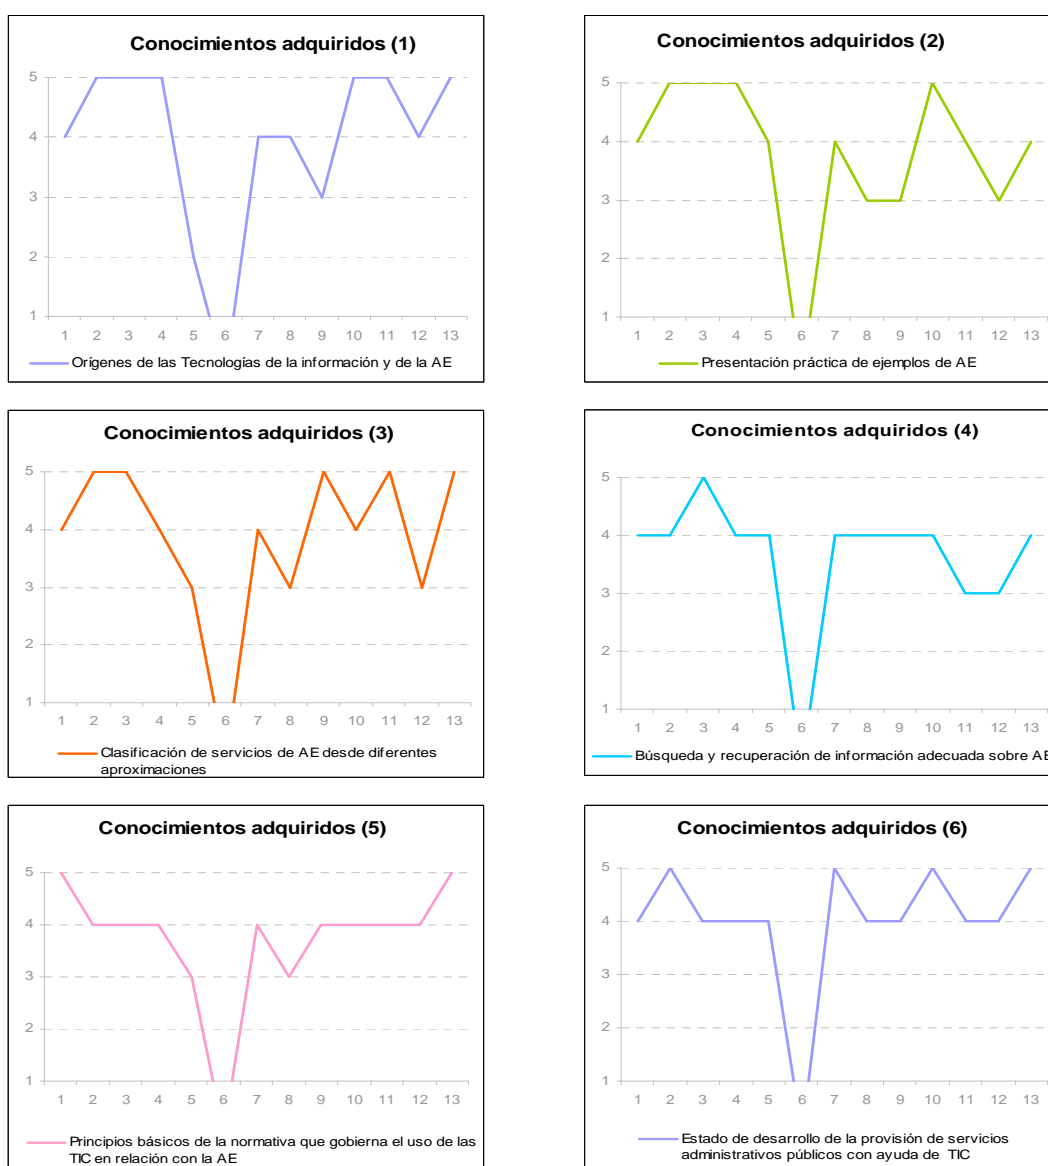 Conocimientos adquiridos (1)
5
4
3
2
1
1 2 3 4 5 6 7 8 9 10 11 12 13
Orígenes de las Tecnologías de la información y de la AE
Conocimientos adquiridos (2)
5
4
3
2
1
1 2 3 4 5 6 7 8 9 10 11 12 13
Presentación práctica de ejemplos de AE
Conocimientos adquiridos (3)
5
4
3
2
1
1 2 3 4 5 6 7 8 9 10 11 12 13
Clasificación de servicios de AE desde diferentes
aproximaciones
Conocimientos adquiridos (4)
5
4
3
2
1
1 2 3 4 5 6 7 8 9 10 11 12 13
Búsqueda y recuperación de información adecuada sobre AE
Conocimientos adquiridos (5)
5
4
3
2
1
1 2 3 4 5 6 7 8 9 10 11 12 13
Principios básicos de la normativa que gobierna el uso de las
TIC en relación con la AE
Conocimientos adquiridos (6)
5
4
3
2
1
1 2 3 4 5 6 7 8 9 10 11 12 13
Estado de desarrollo de la provisión de servicios
administrativos públicos con ayuda de TIC